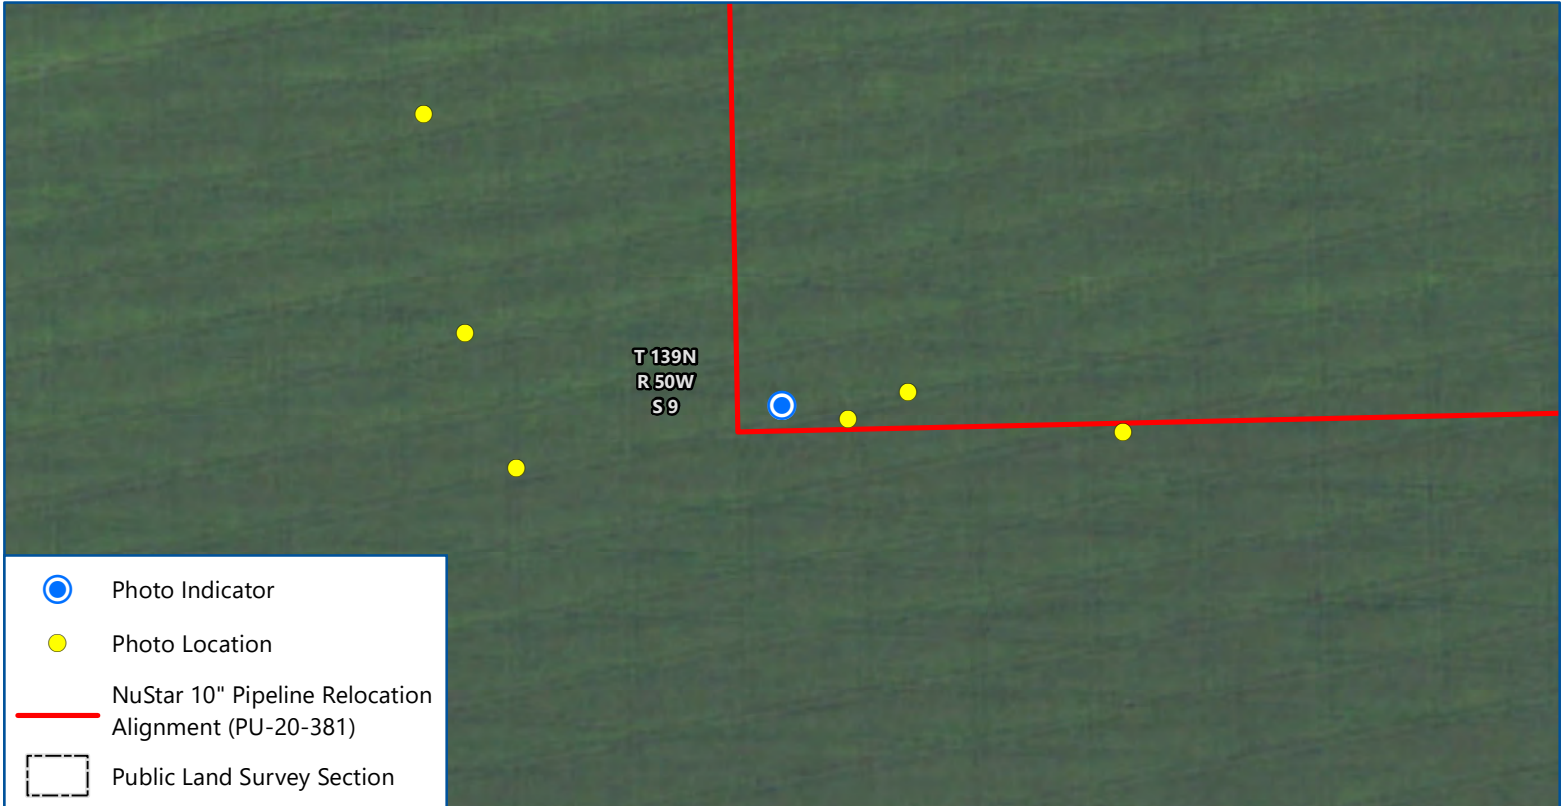 T 139N
R 50W
S 9
Photo Indicator
Photo Location
NuStar 10" Pipeline Relocation
Alignment (PU-20-381)
Public Land Survey Section